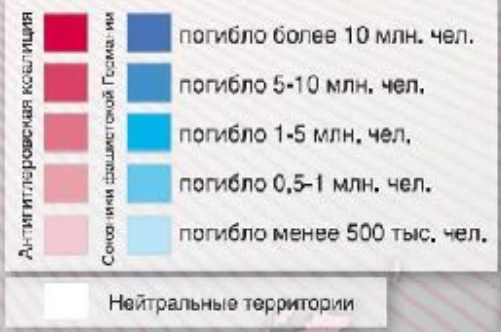 Антигитлеровская коалиция
Союзники фашистской Германии
погибло более 10 млн. чел.
погибло 5-10 млн. чел.
погибло 1-5 млн. чел.
погибло 0,5-1 млн. чел.
погибло менее 500 тыс. чел.
Нейтральные территории